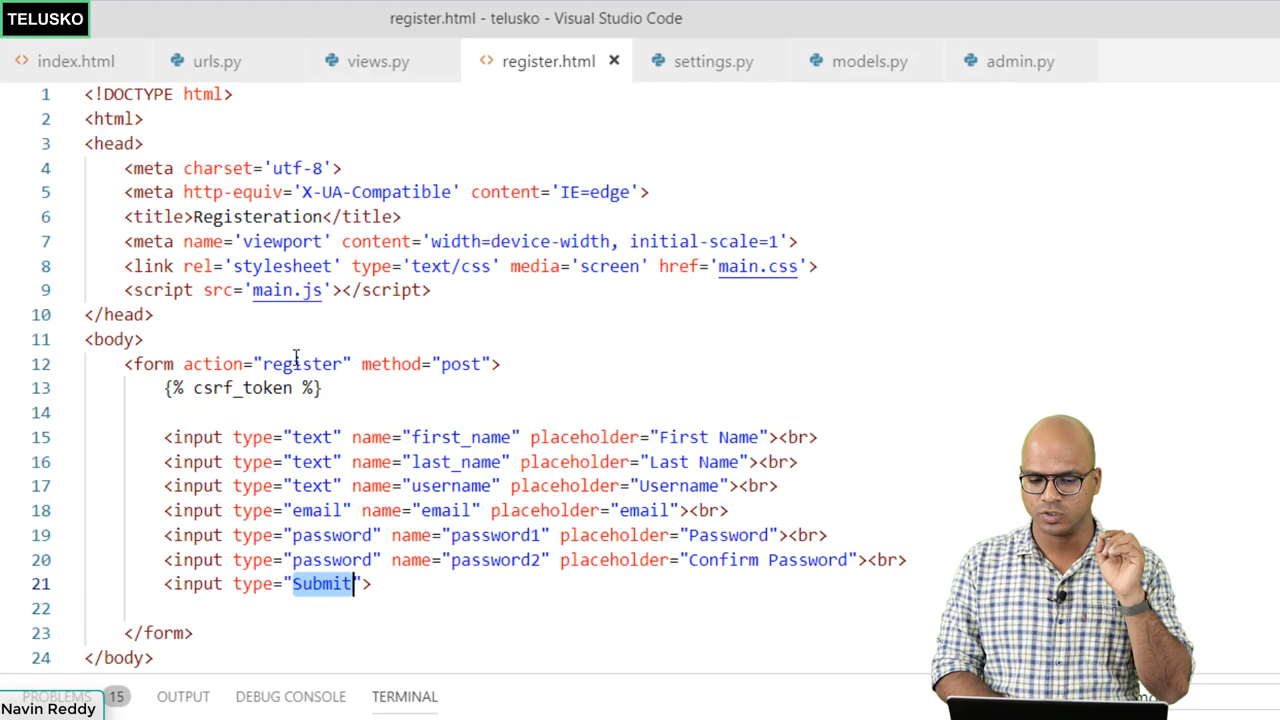 TELUSKO
register.html - telusko - Visual Studio Code
index.html urls.py views.py register.html settings.py models.py admin.py
1 <!DOCTYPE html>
2 <html>
3 <head>
4 <meta charset='utf-8'>
5 <meta http-equiv='X-UA-Compatible' content='IE=edge'>
6 <title>Registeration</title>
7 <meta name='viewport' content='width=device-width, initial-scale=1'>
8 <link rel='stylesheet' type='text/css' media='screen' href='main.css'>
9 <script src='main.js'></script>
10 </head>
11 <body>
12 <form action="register" method="post">
13 {% csrf_token %}
14
15 <input type="text" name="first_name" placeholder="First Name"><br>
16 <input type="text" name="last_name" placeholder="Last Name"><br>
17 <input type="text" name="username" placeholder="Username"><br>
18 <input type="email" name="email" placeholder="email"><br>
19 <input type="password" name="password1" placeholder="Password"><br>
20 <input type="password" name="password2" placeholder="Confirm Password"><br>
21 <input type="Submit">
22
23 </form>
24 </body>
PROBLEMS 15 OUTPUT DEBUG CONSOLE TERMINAL
Navin Reddy